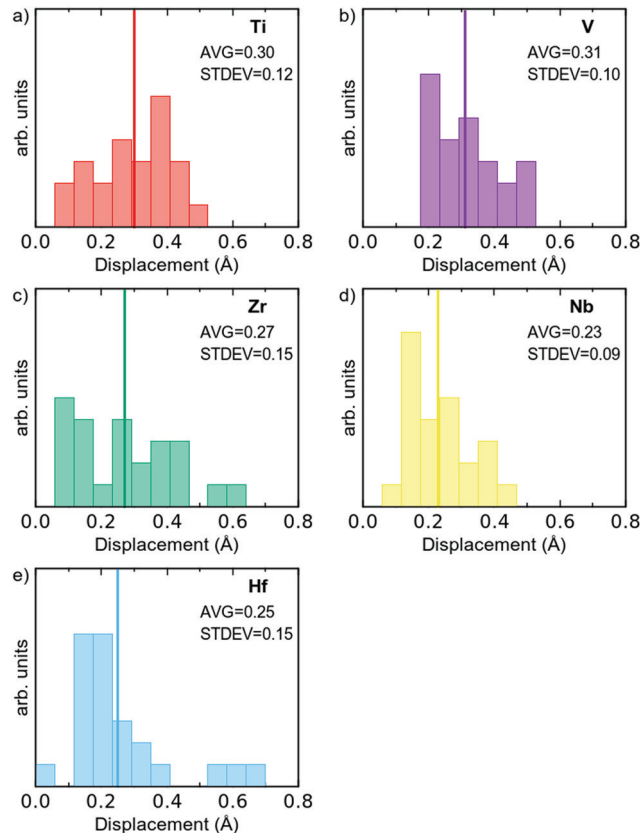 a)
Ti
AVG=0.30
STDEV=0.12
arb. units
0.0 0.2 0.4 0.6 0.8
Displacement (Å)
b)
V
AVG=0.31
STDEV=0.10
arb. units
0.0 0.2 0.4 0.6 0.8
Displacement (Å)
c)
Zr
AVG=0.27
STDEV=0.15
arb. units
0.0 0.2 0.4 0.6 0.8
Displacement (Å)
d)
Nb
AVG=0.23
STDEV=0.09
arb. units
0.0 0.2 0.4 0.6 0.8
Displacement (Å)
e)
Hf
AVG=0.25
STDEV=0.15
arb. units
0.0 0.2 0.4 0.6 0.8
Displacement (Å)